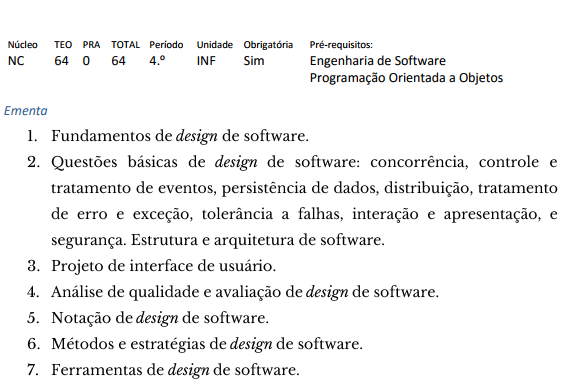 Núcleo TEO PRA TOTAL Período Unidade Obrigatória Pré-requisitos:
NC 64 0 64 4.º INF Sim Engenharia de Software
Programação Orientada a Objetos
Ementa
1. Fundamentos de design de software.
2. Questões básicas de design de software: concorrência, controle e
tratamento de eventos, persistência de dados, distribuição, tratamento
de erro e exceção, tolerância a falhas, interação e apresentação, e
segurança. Estrutura e arquitetura de software.
3. Projeto de interface de usuário.
4. Análise de qualidade e avaliação de design de software.
5. Notação de design de software.
6. Métodos e estratégias de design de software.
7. Ferramentas de design de software.